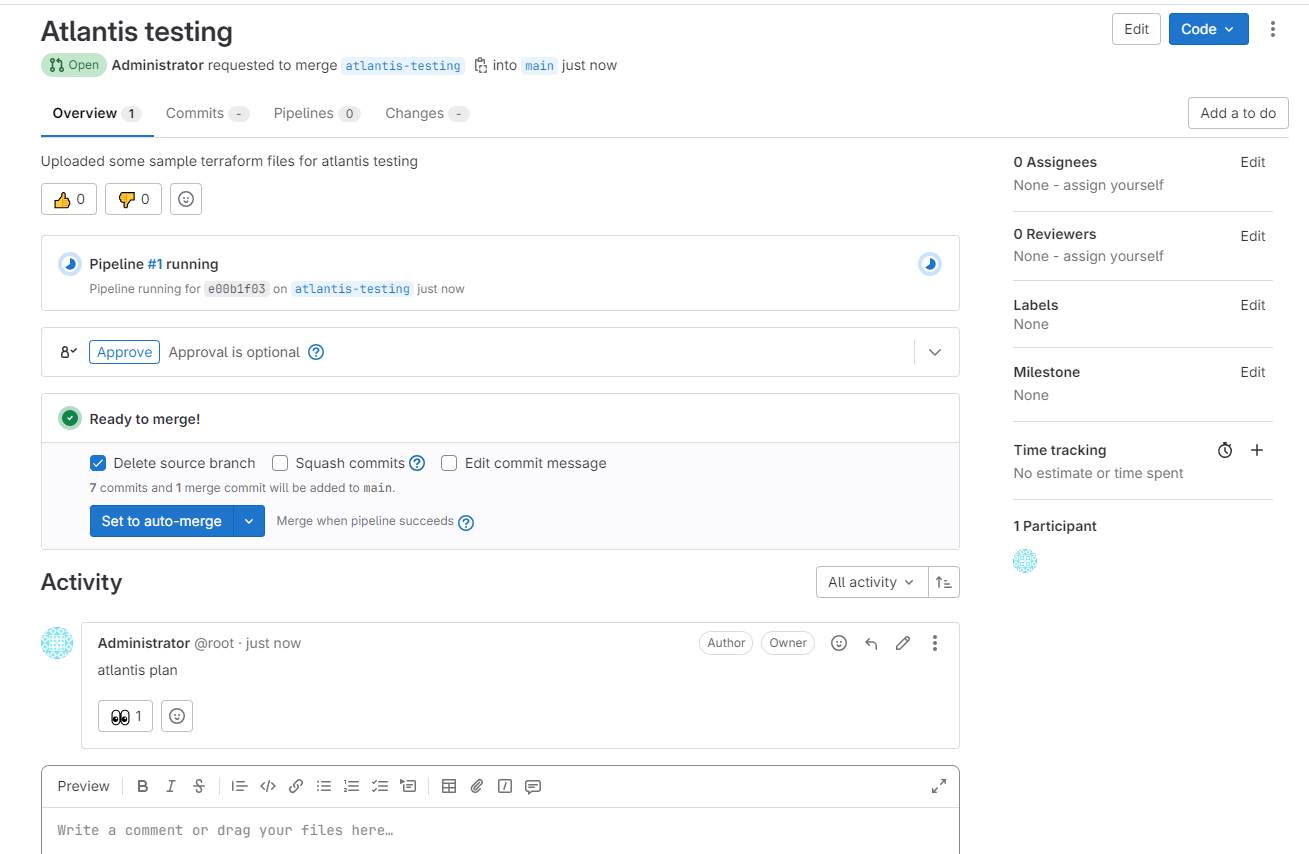 Atlantis testing
Edit
Code
Open Administrator requested to merge atlantis-testing into main just now
Overview 1 Commits - Pipelines 0 Changes -
Add a to do
Uploaded some sample terraform files for atlantis testing
0 0
Pipeline #1 running
Pipeline running for e00b1f03 on atlantis-testing just now
Approve Approval is optional ?
Ready to merge!
Delete source branch Squash commits ? Edit commit message
7 commits and 1 merge commit will be added to main.
Set to auto-merge Merge when pipeline succeeds ?
Activity
All activity
Administrator @root · just now
Author Owner
atlantis plan
1
Preview B I S
Write a comment or drag your files here…
0 Assignees Edit
None - assign yourself
0 Reviewers Edit
None - assign yourself
Labels Edit
None
Milestone Edit
None
Time tracking
No estimate or time spent
1 Participant